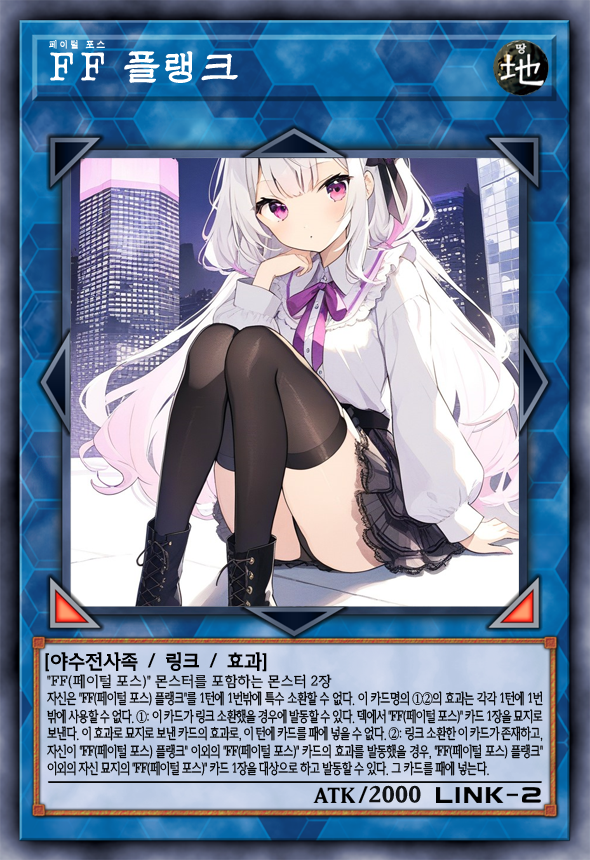 페이털 포스
FF 플랭크
땅
地
[야수전사족 / 링크 / 효과]
"FF(페이털 포스)" 몬스터를 포함하는 몬스터 2장
자신은 "FF(페이털 포스) 플랭크"를 1턴에 1번밖에 특수 소환할 수 없다. 이 카드명의 ①②의 효과는 각각 1턴에 1번
밖에 사용할 수 없다. ①: 이 카드가 링크 소환했을 경우에 발동할 수 있다. 덱에서 "FF(페이털 포스)" 카드 1장을 묘지로
보낸다. 이 효과로 묘지로 보낸 카드의 효과로, 이 턴에 카드를 패에 넣을 수 없다. ②: 링크 소환한 이 카드가 존재하고,
자신이 "FF(페이털 포스) 플랭크" 이외의 "FF(페이털 포스)" 카드의 효과를 발동했을 경우, "FF(페이털 포스) 플랭크"
이외의 자신 묘지의 "FF(페이털 포스)" 카드 1장을 대상으로 하고 발동할 수 있다. 그 카드를 패에 넣는다.
ATK/2000 LINK-2